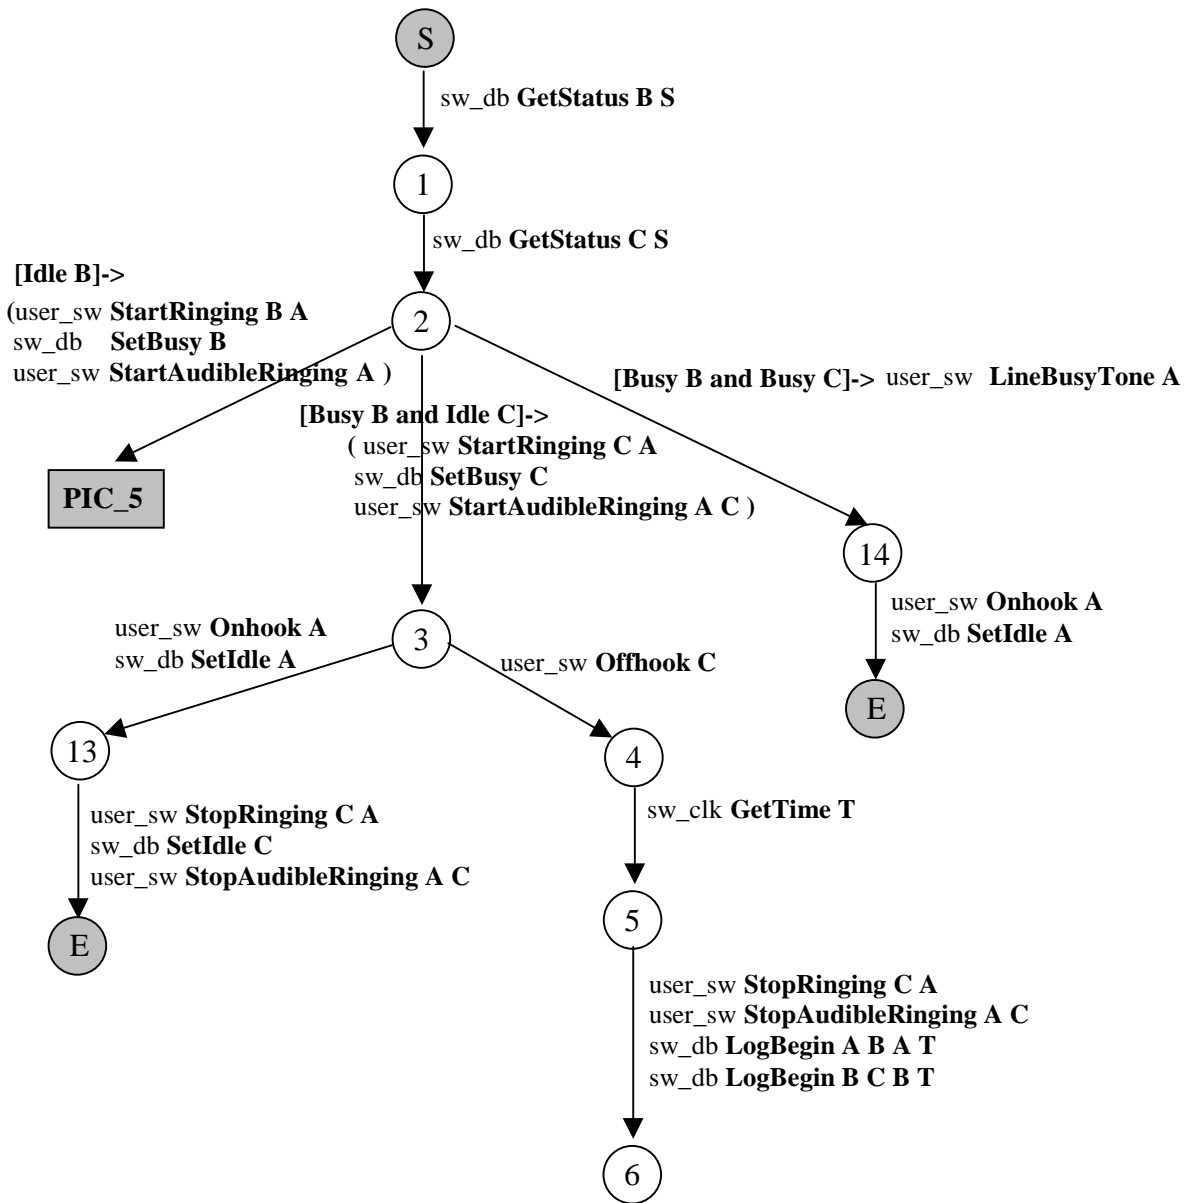 S
sw_db GetStatus B S
1
sw_db GetStatus C S
[Idle B]->
(user_sw StartRinging B A
sw_db SetBusy B
user_sw StartAudibleRinging A )
2
[Busy B and Busy C]-> user_sw LineBusyTone A
[Busy B and Idle C]->
( user_sw StartRinging C A
sw_db SetBusy C
user_sw StartAudibleRinging A C )
PIC_5
14
user_sw Onhook A
sw_db SetIdle A
E
user_sw Onhook A
sw_db SetIdle A
3
user_sw Offhook C
13
4
user_sw StopRinging C A
sw_db SetIdle C
user_sw StopAudibleRinging A C
sw_clk GetTime T
E
5
user_sw StopRinging C A
user_sw StopAudibleRinging A C
sw_db LogBegin A B A T
sw_db LogBegin B C B T
6